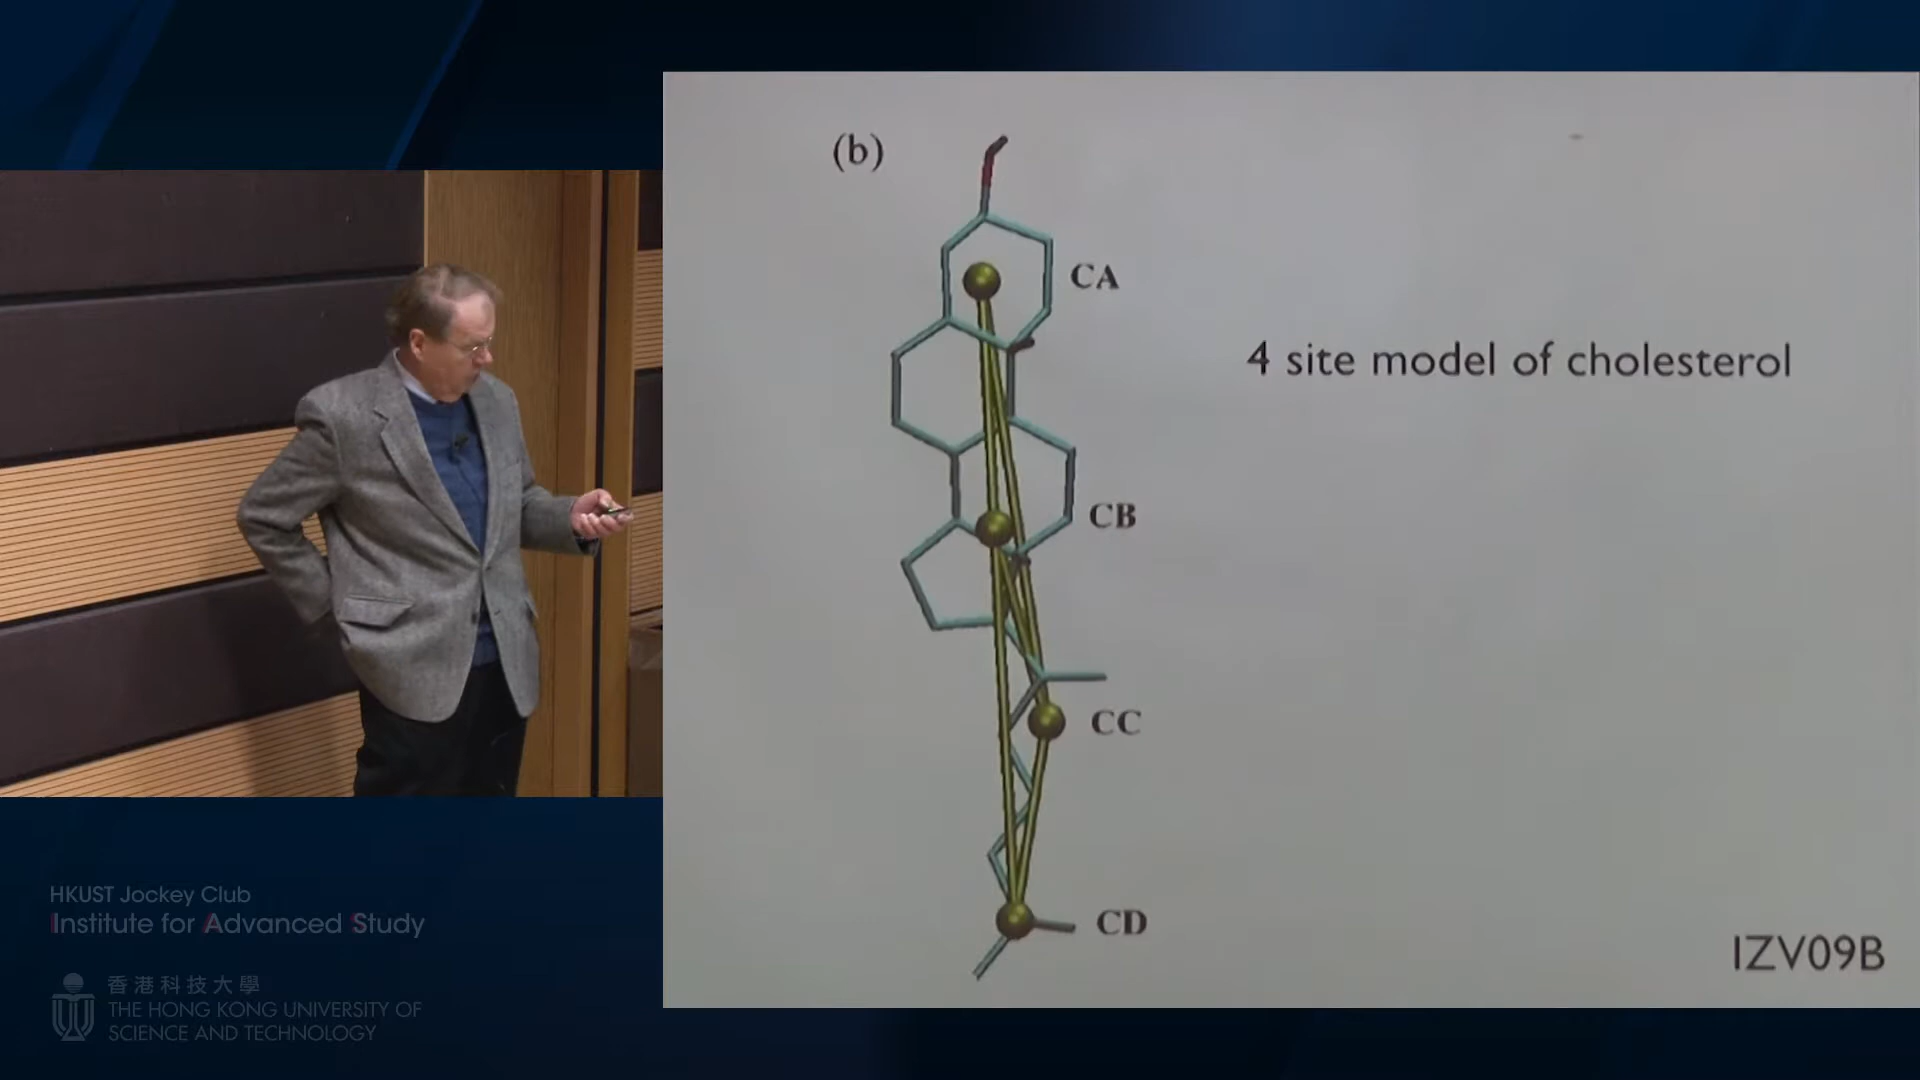 (b)
CA
4 site model of cholesterol
CB
CC
CD
IZV09B
HKUST Jockey Club
Institute for Advanced Study
香港科技大學
THE HONG KONG UNIVERSITY OF
SCIENCE AND TECHNOLOGY